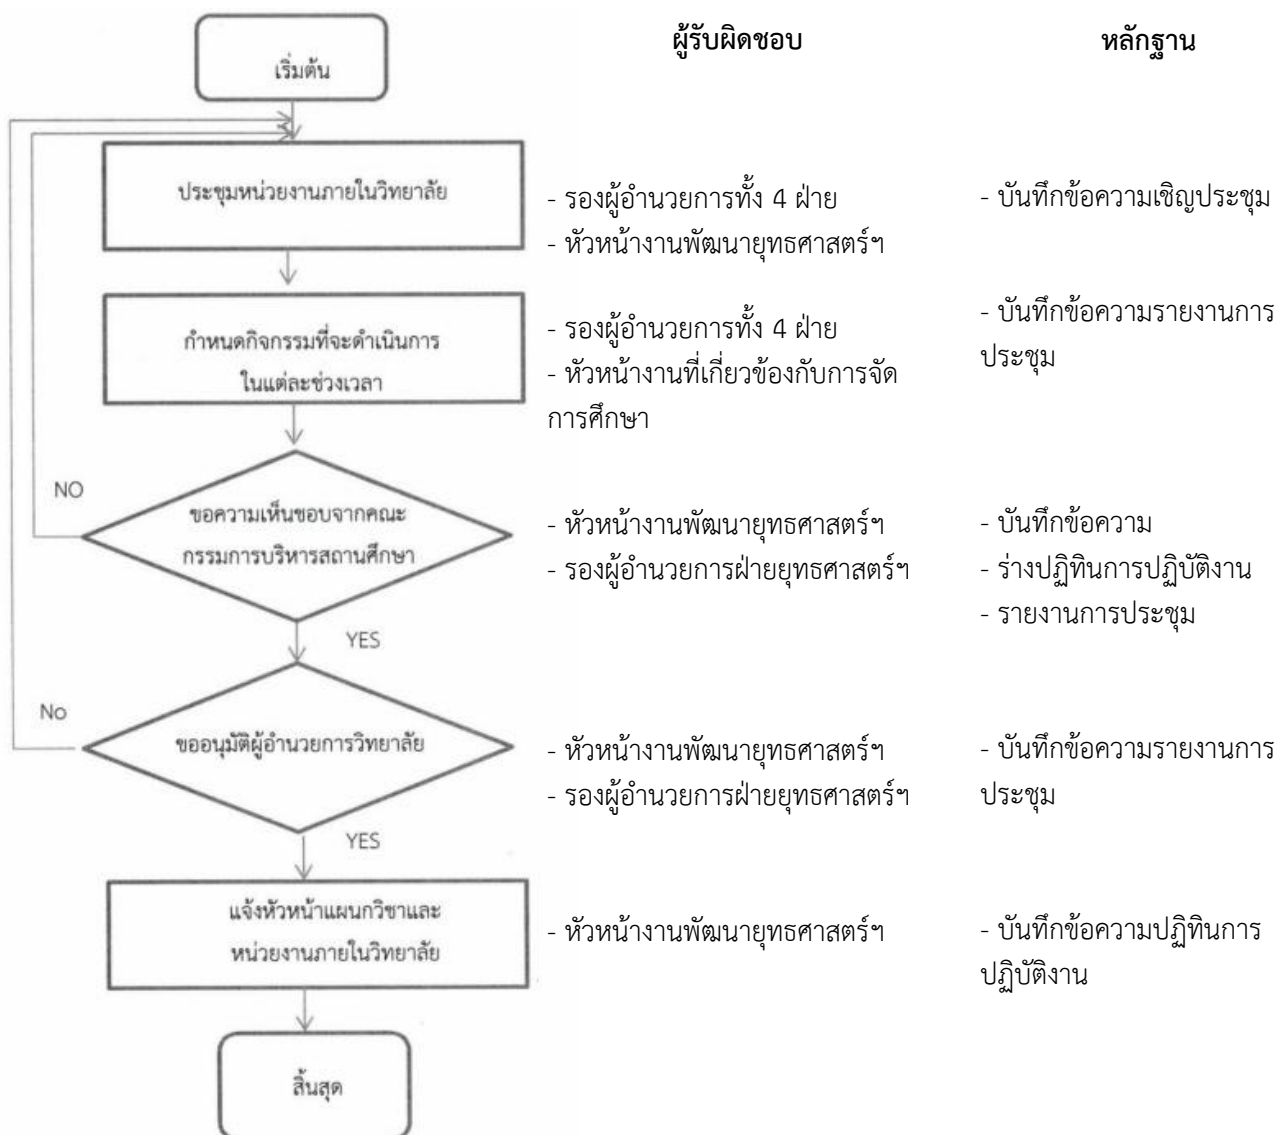 ผู้รับผิดชอบ
หลักฐาน
เริ่มต้น
ประชุมหน่วยงานภายในวิทยาลัย
- รองผู้อำนวยการทั้ง 4 ฝ่าย
- หัวหน้างานพัฒนายุทธศาสตร์ฯ
- บันทึกข้อความเชิญประชุม
กำหนดกิจกรรมที่จะดำเนินการ
ในแต่ละช่วงเวลา
- รองผู้อำนวยการทั้ง 4 ฝ่าย
- หัวหน้างานที่เกี่ยวข้องกับการจัด
การศึกษา
- บันทึกข้อความรายงานการ
ประชุม
NO
ขอความเห็นชอบจากคณะ
กรรมการบริหารสถานศึกษา
- หัวหน้างานพัฒนายุทธศาสตร์ฯ
- รองผู้อำนวยการฝ่ายยุทธศาสตร์ฯ
- บันทึกข้อความ
- ร่างปฏิทินการปฏิบัติงาน
- รายงานการประชุม
YES
No
ขออนุมัติผู้อำนวยการวิทยาลัย
- หัวหน้างานพัฒนายุทธศาสตร์ฯ
- รองผู้อำนวยการฝ่ายยุทธศาสตร์ฯ
- บันทึกข้อความรายงานการ
ประชุม
YES
แจ้งหัวหน้าแผนกวิชาและ
หน่วยงานภายในวิทยาลัย
- หัวหน้างานพัฒนายุทธศาสตร์ฯ
- บันทึกข้อความปฏิทินการ
ปฏิบัติงาน
สิ้นสุด